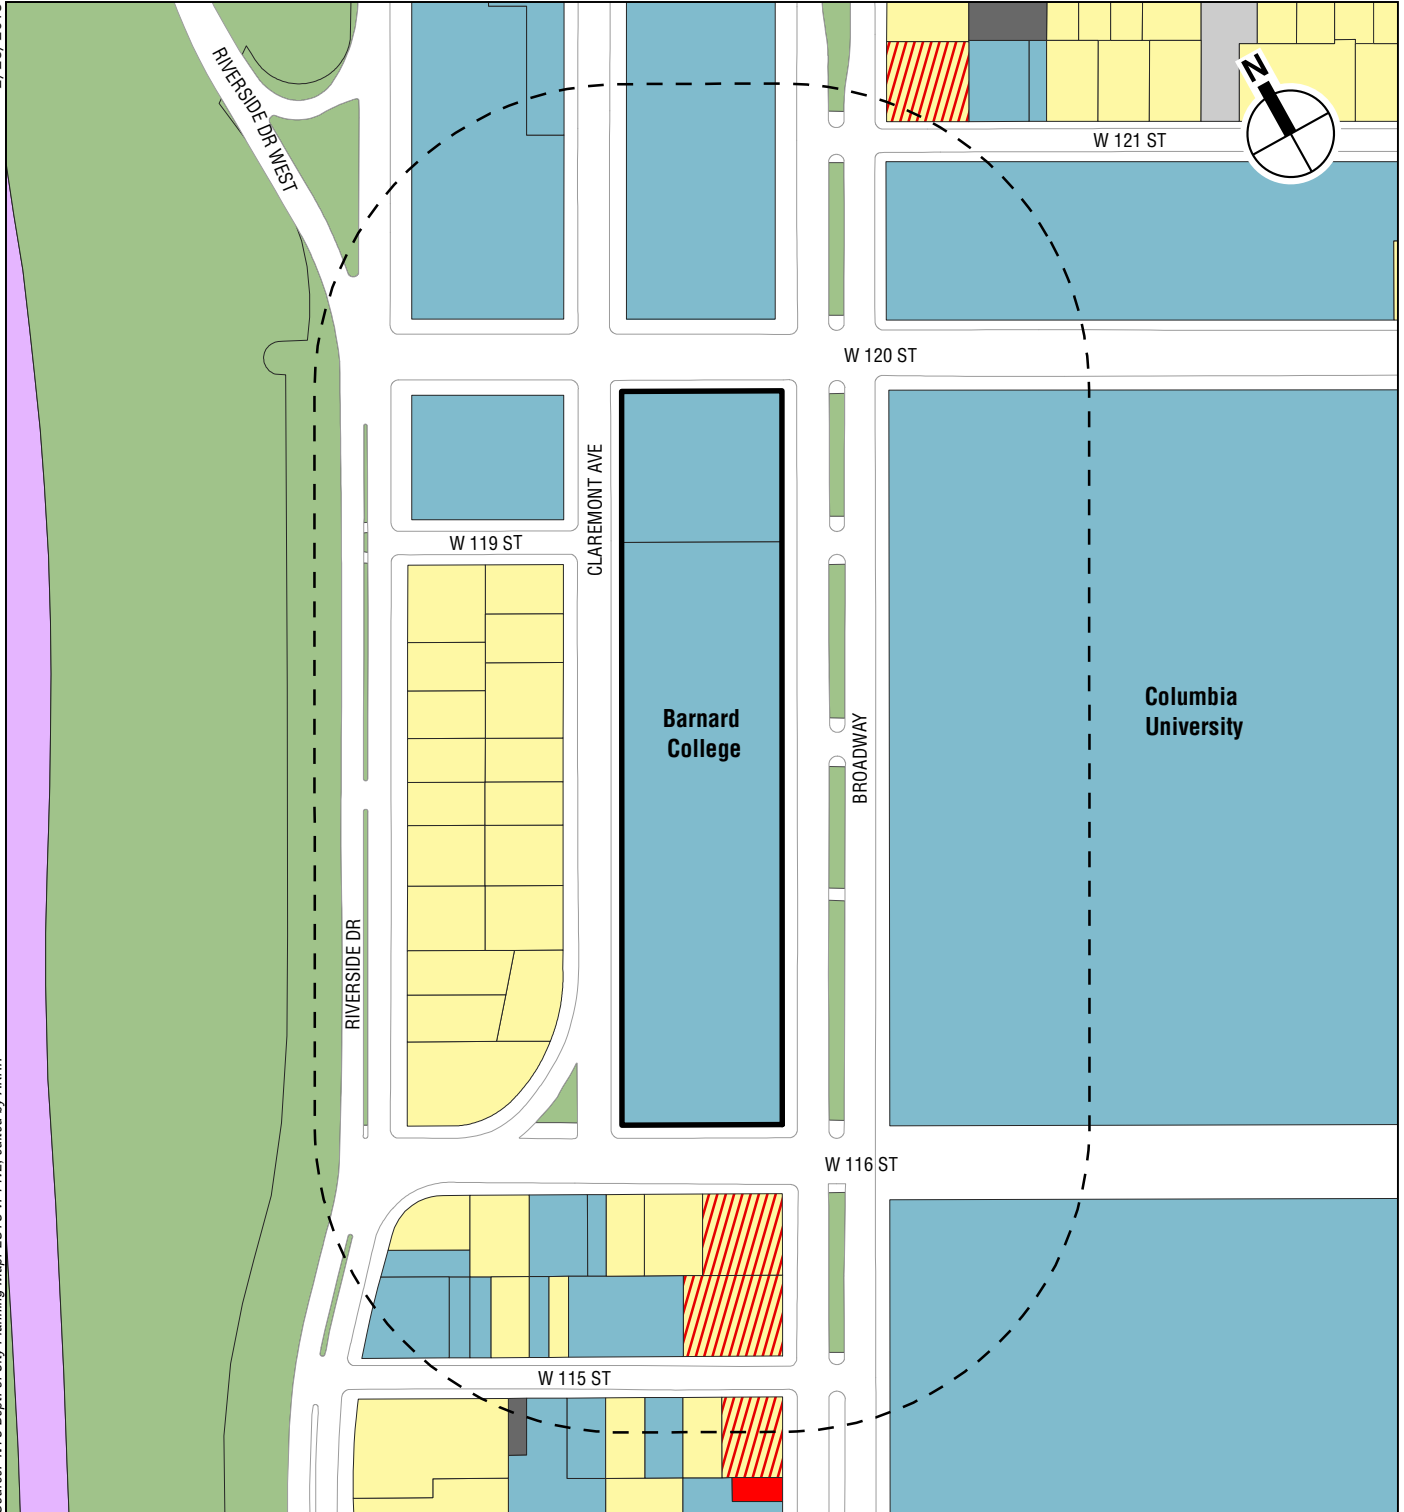 RIVERSIDE DR WEST
N
W 121 ST
W 120 ST
CLAREMONT AVE
W 119 ST
Barnard
College
Columbia
University
BROADWAY
RIVERSIDE DR
W 116 ST
W 115 ST